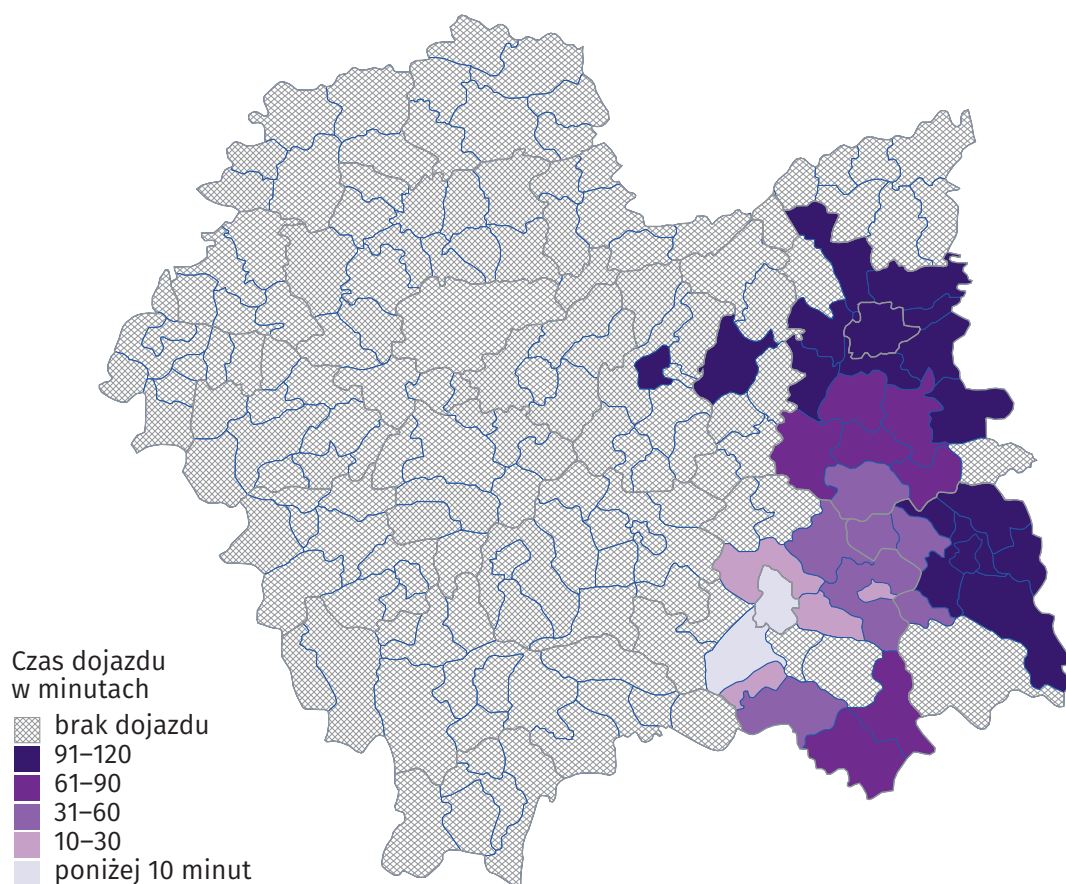 Czas dojazdu
w minutach
brak dojazdu
91–120
61–90
31–60
10–30
poniżej 10 minut